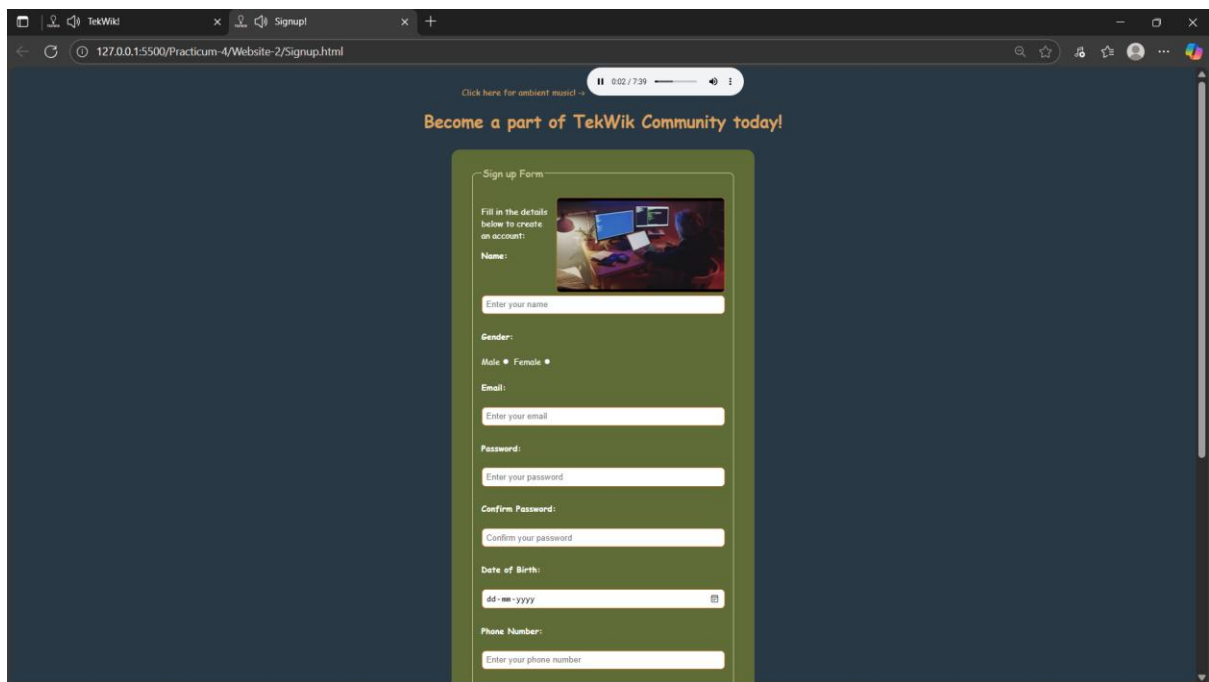 TekWik!
Signup!
127.0.0.1:5500/Practicum-4/Website-2/Signup.html
Click here for ambient music! →
0:02 / 7:39
Become a part of TekWik Community today!
Sign up Form
Fill in the details
below to create
an account:
Name:
Enter your name
Gender:
Male Female
Email:
Enter your email
Password:
Enter your password
Confirm Password:
Confirm your password
Date of Birth:
dd-mm-yyyy
Phone Number:
Enter your phone number